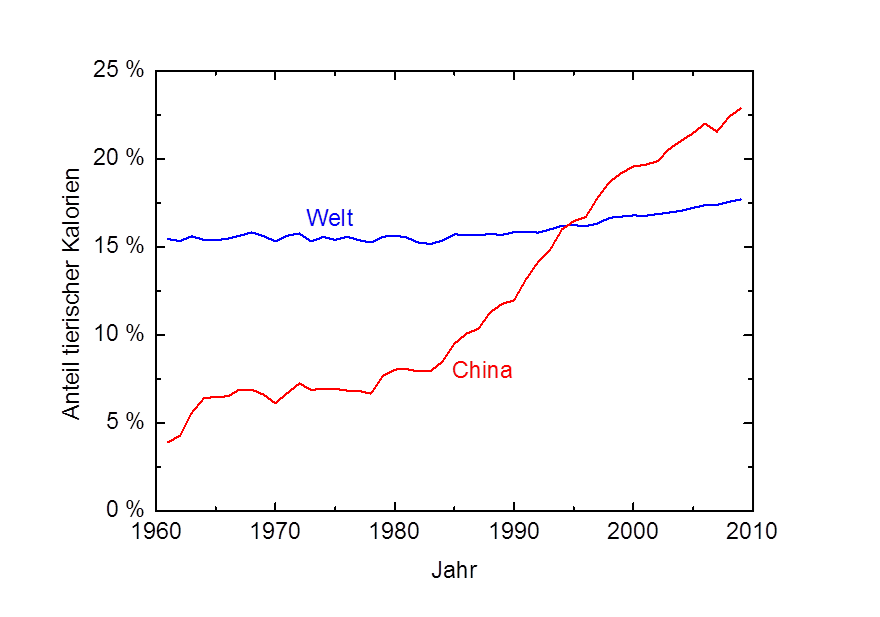 25 %
20 %
15 %
10 %
5 %
0 %
Anteil tierischer Kalorien
Welt
China
1960 1970 1980 1990 2000 2010
Jahr